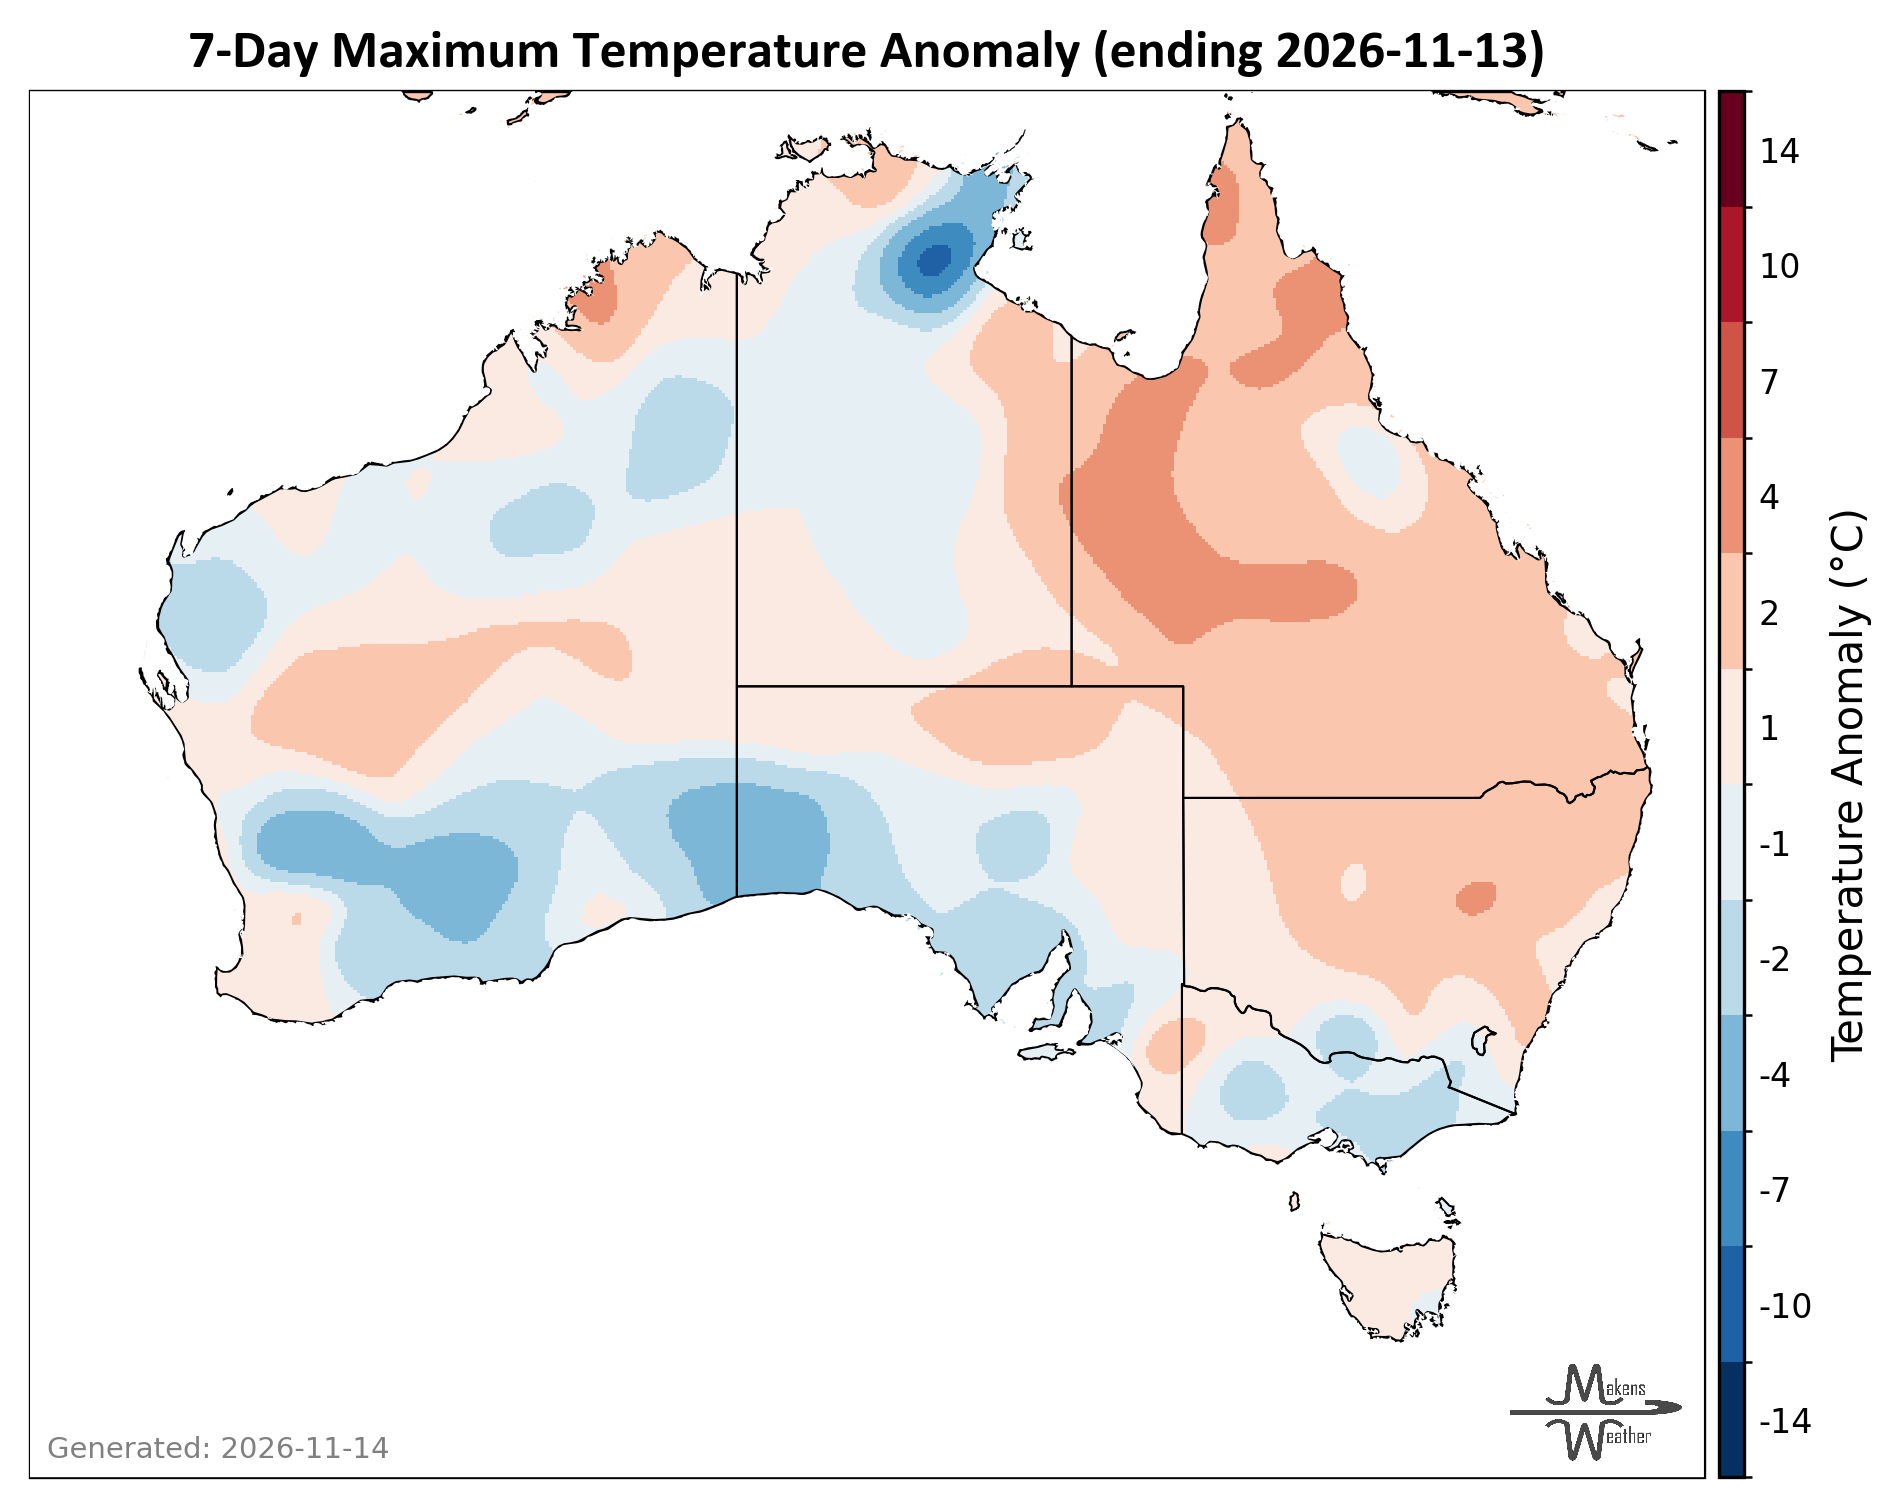 7-Day Maximum Temperature Anomaly (ending 2026-11-13)
14
10
7
4
2
1
-1
-2
-4
-7
-10
-14
Temperature Anomaly (°C)
Makens
Weather
Generated: 2026-11-14